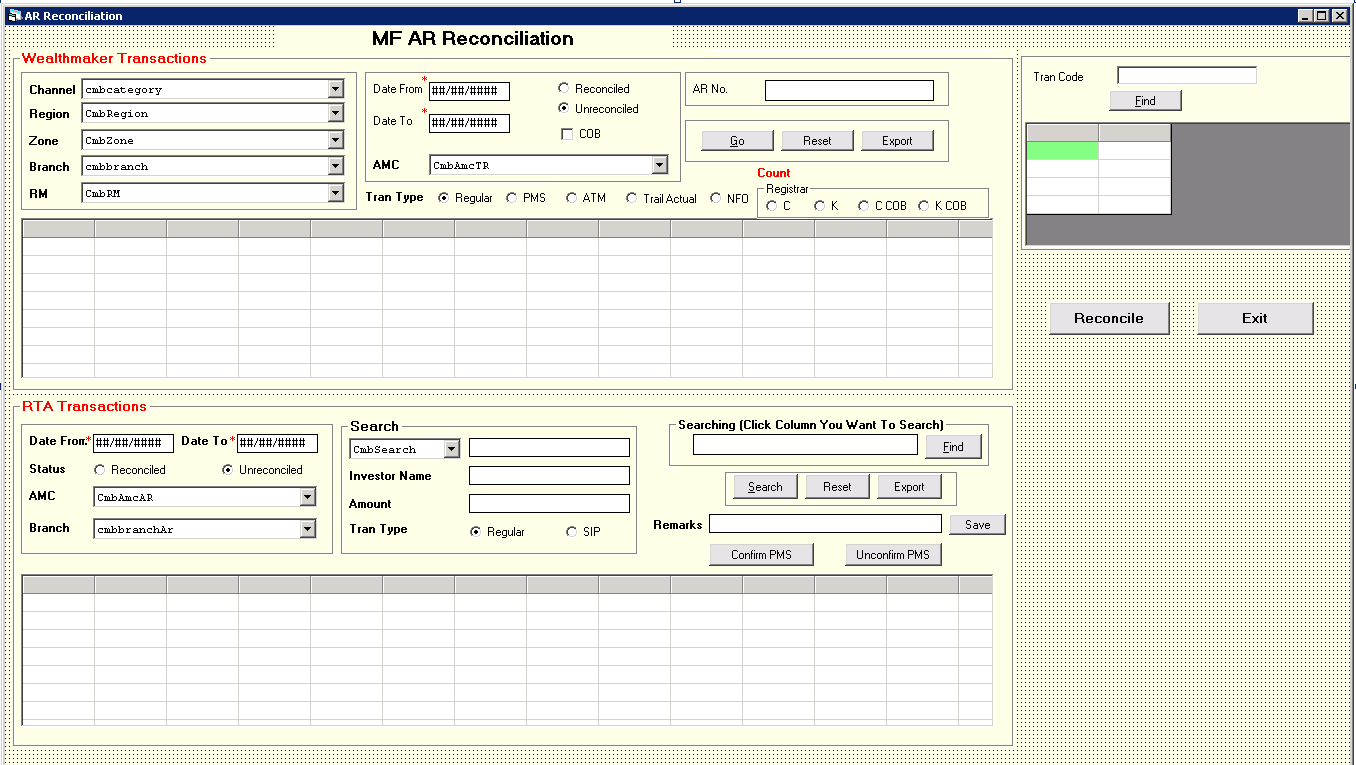 AR Reconciliation
MF AR Reconciliation
Wealthmaker Transactions
Channel cmbcategory
Region CmbRegion
Zone CmbZone
Branch cmbbranch
RM CmbRM
Date From * ##/##/####
Date To * ##/##/####
Reconciled
Unreconciled
COB
AMC CmbAmcTR
AR No.
Go Reset Export
Count
Tran Type Regular PMS ATM Trail Actual NFO
Registrar
C K C COB K COB
Tran Code
Find
Reconcile Exit
RTA Transactions
Date From * ##/##/#### Date To * ##/##/####
Status Reconciled Unreconciled
AMC CmbAmcAR
Branch cmbbranchAr
Search
CmbSearch
Investor Name
Amount
Tran Type Regular SIP
Searching (Click Column You Want To Search)
Find
Search Reset Export
Remarks Save
Confirm PMS Unconfirm PMS